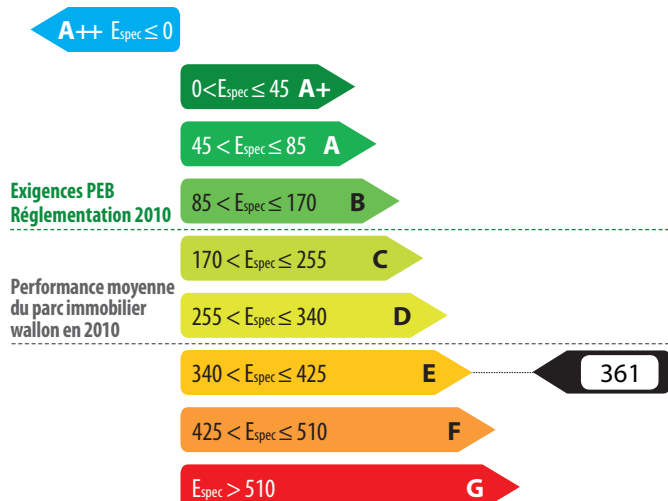 A++ Espec ≤ 0
0<Espec ≤ 45 A+
45 < Espec ≤ 85 A
Exigences PEB
Réglementation 2010
85 < Espec ≤ 170 B
170 < Espec ≤ 255 C
Performance moyenne
du parc immobilier
wallon en 2010
255 < Espec ≤ 340 D
340 < Espec ≤ 425 E
361
425 < Espec ≤ 510 F
Espec > 510 G